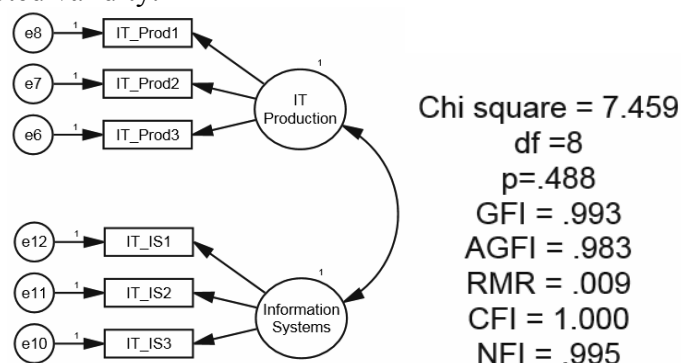 e8
1
IT_Prod1
e7
1
IT_Prod2
e6
1
IT_Prod3
1
IT
Production
e12
1
IT_IS1
e11
1
IT_IS2
e10
1
IT_IS3
1
Information
Systems
Chi square = 7.459
df =8
p=.488
GFI = .993
AGFI = .983
RMR = .009
CFI = 1.000
NFI = .995